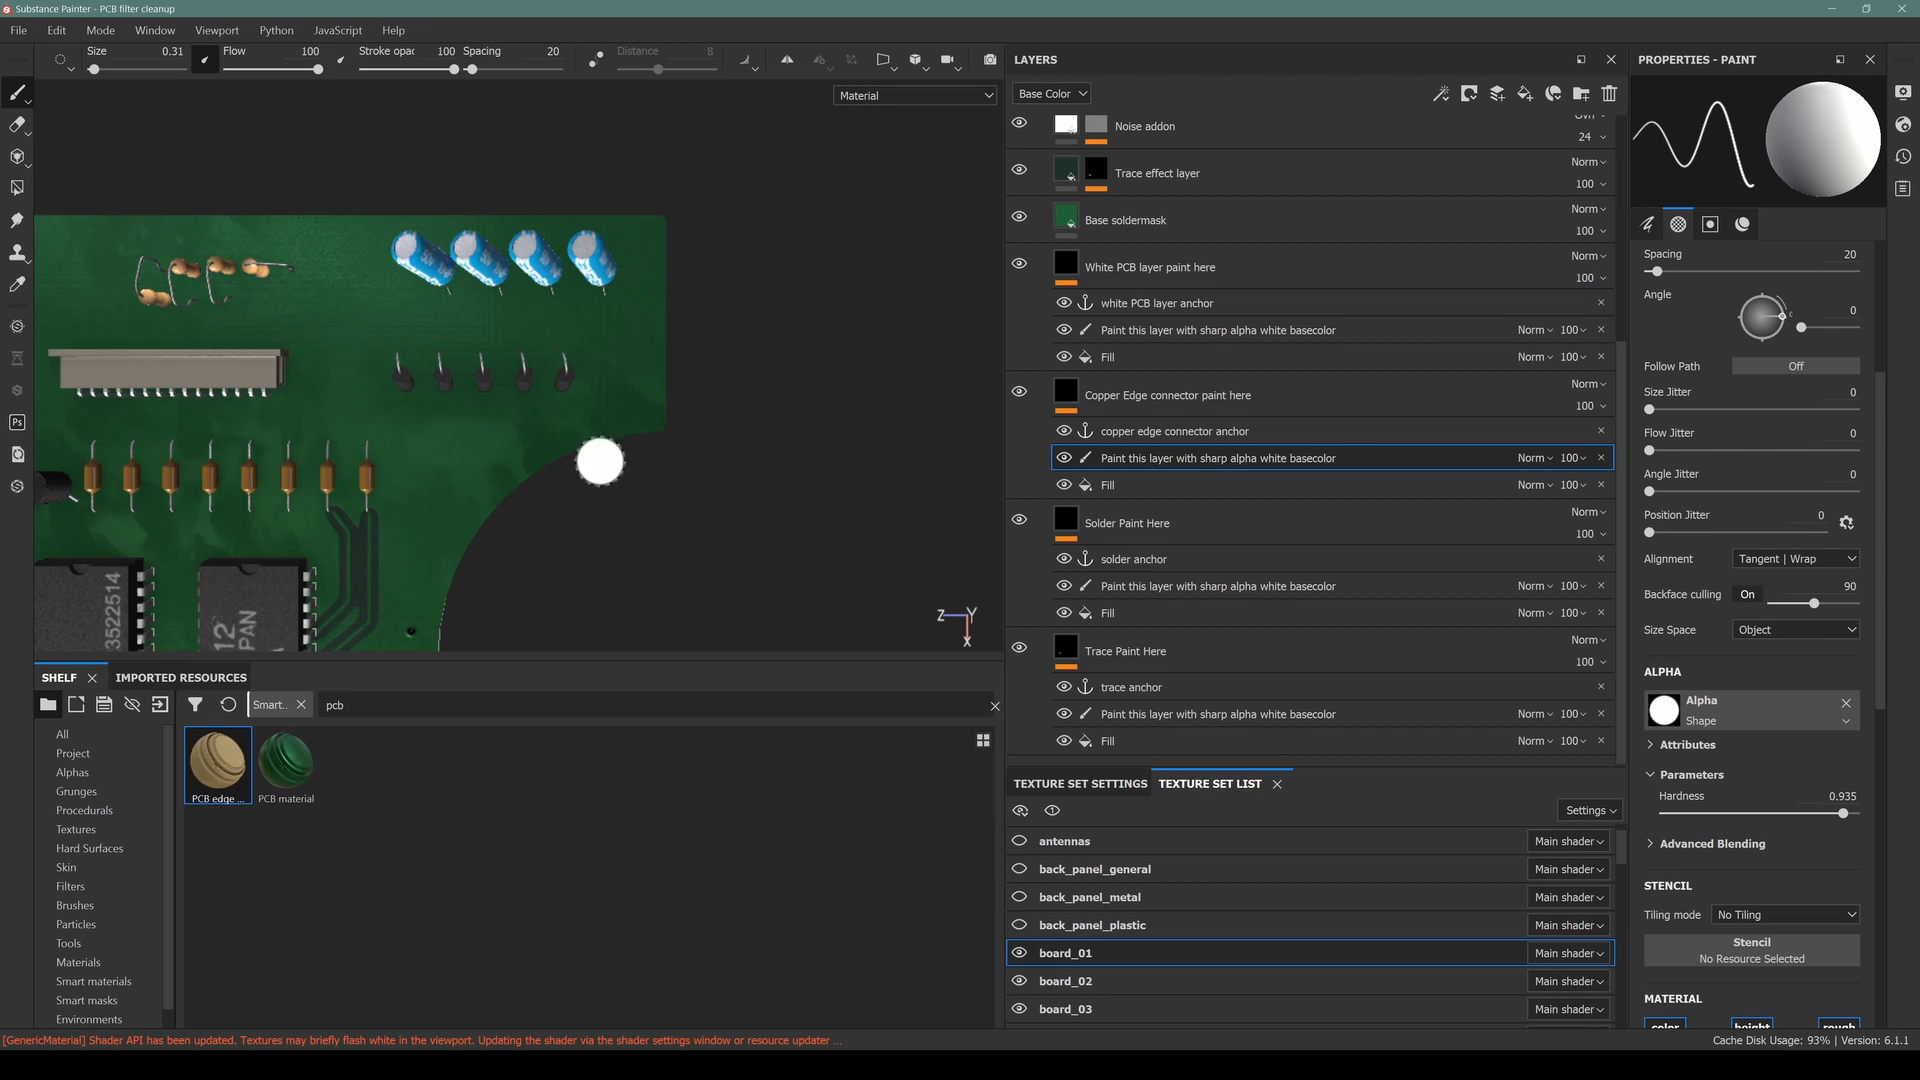 Substance Painter - PCB filter cleanup
File Edit Mode Window Viewport Python JavaScript Help
Size 0.31 Flow 100 Stroke opac 100 Spacing 20 Distance 8
Material
3522514
12
PAN
Z Y
X
SHELF IMPORTED RESOURCES
Smart... pcb
All
Project
Alphas
Grunges
Procedurals
Textures
Hard Surfaces
Skin
Filters
Brushes
Particles
Tools
Materials
Smart materials
Smart masks
Environments
PCB edge ... PCB material
LAYERS
Base Color
Noise addon
24
Trace effect layer Norm
100
Base soldermask Norm
100
White PCB layer paint here Norm
100
white PCB layer anchor
Paint this layer with sharp alpha white basecolor Norm 100
Fill Norm 100
Copper Edge connector paint here Norm
100
copper edge connector anchor
Paint this layer with sharp alpha white basecolor Norm 100
Fill Norm 100
Solder Paint Here Norm
100
solder anchor
Paint this layer with sharp alpha white basecolor Norm 100
Fill Norm 100
Trace Paint Here Norm
100
trace anchor
Paint this layer with sharp alpha white basecolor Norm 100
Fill Norm 100
TEXTURE SET SETTINGS TEXTURE SET LIST
Settings
antennas Main shader
back_panel_general Main shader
back_panel_metal Main shader
back_panel_plastic Main shader
board_01 Main shader
board_02 Main shader
board_03 Main shader
PROPERTIES - PAINT
Spacing 20
Angle
0
Follow Path Off
Size Jitter 0
Flow Jitter 0
Angle Jitter 0
Position Jitter 0
Alignment Tangent | Wrap
Backface culling On 90
Size Space Object
ALPHA
Alpha
Shape
Attributes
Parameters
Hardness 0.935
Advanced Blending
STENCIL
Tiling mode No Tiling
Stencil
No Resource Selected
MATERIAL
color height rough
Ps
[GenericMaterial] Shader API has been updated. Textures may briefly flash white in the viewport. Updating the shader via the shader settings window or resource updater ...
Cache Disk Usage: 93% | Version: 6.1.1